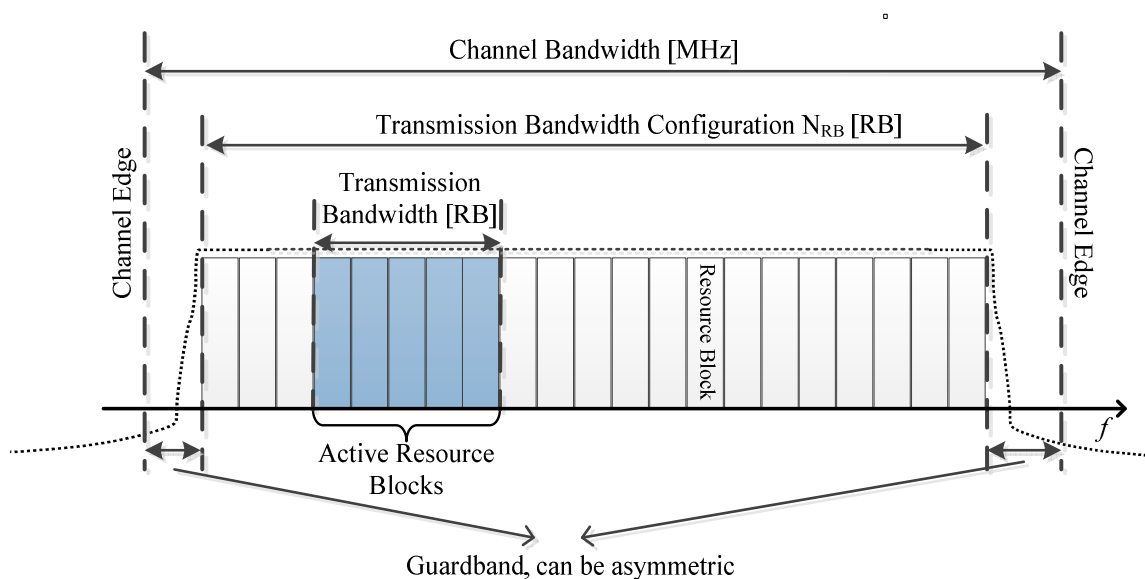 Channel Bandwidth [MHz]
Transmission Bandwidth Configuration N_RB [RB]
Channel Edge
Transmission
Bandwidth [RB]
Channel Edge
Resource Block
f
Active Resource
Blocks
Guardband, can be asymmetric